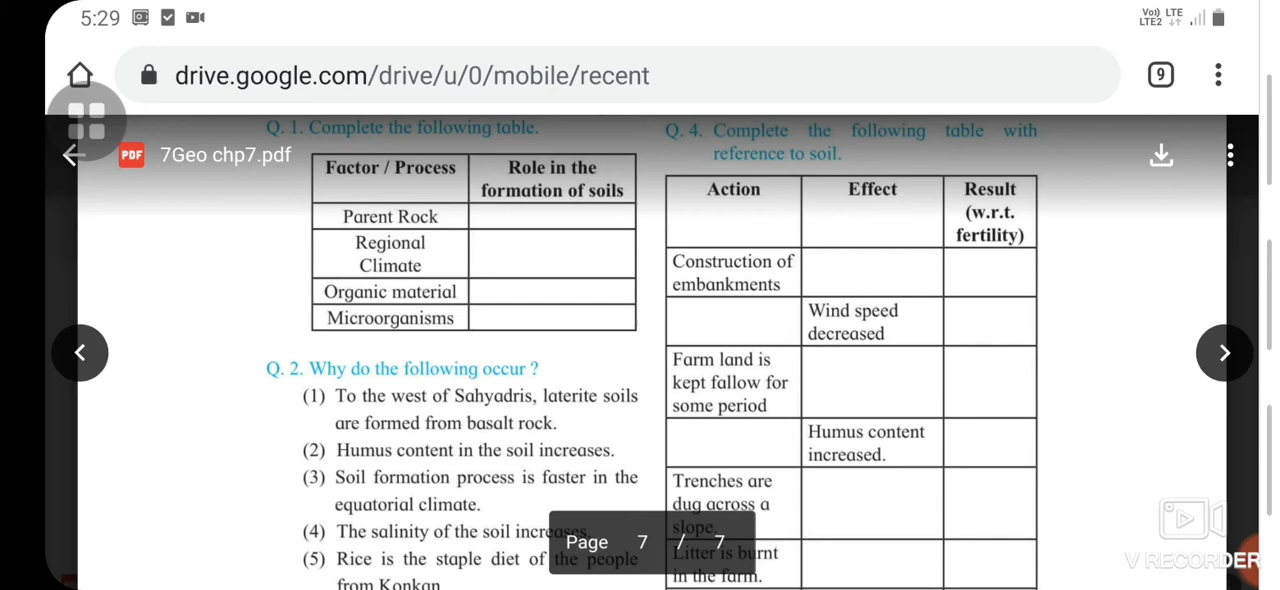 5:29
Vo) LTE
LTE2
drive.google.com/drive/u/0/mobile/recent
9
PDF 7Geo chp7.pdf
Q. 1. Complete the following table.
Factor / Process
Role in the
formation of soils
Parent Rock
Regional
Climate
Organic material
Microorganisms
Q. 2. Why do the following occur ?
(1) To the west of Sahyadris, laterite soils
are formed from basalt rock.
(2) Humus content in the soil increases.
(3) Soil formation process is faster in the
equatorial climate.
(4) The salinity of the soil increases.
(5) Rice is the staple diet of the people
from Konkan.
Q. 4. Complete the following table with
reference to soil.
Action
Effect
Result
(w.r.t.
fertility)
Construction of
embankments
Wind speed
decreased
Farm land is
kept fallow for
some period
Humus content
increased.
Trenches are
dug across a
slope.
Litter is burnt
in the farm.
Page 7 / 7
V RECORDER